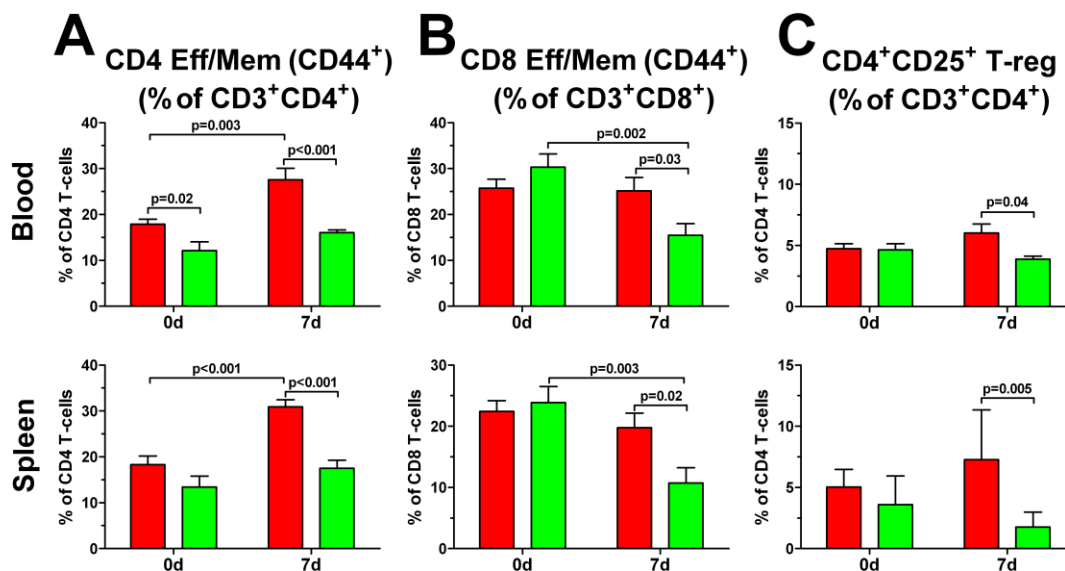 A
CD4 Eff/Mem (CD44⁺)
(% of CD3⁺CD4⁺)
B
CD8 Eff/Mem (CD44⁺)
(% of CD3⁺CD8⁺)
C
CD4⁺CD25⁺ T-reg
(% of CD3⁺CD4⁺)
Blood
% of CD4 T-cells
40
30
20
10
0
p=0.003
p<0.001
p=0.02
0d
7d
% of CD8 T-cells
40
30
20
10
0
p=0.002
p=0.03
0d
7d
% of CD4 T-cells
15
10
5
0
p=0.04
0d
7d
Spleen
% of CD4 T-cells
40
30
20
10
0
p<0.001
p<0.001
0d
7d
% of CD8 T-cells
30
20
10
0
p=0.003
p=0.02
0d
7d
% of CD4 T-cells
15
10
5
0
p=0.005
0d
7d